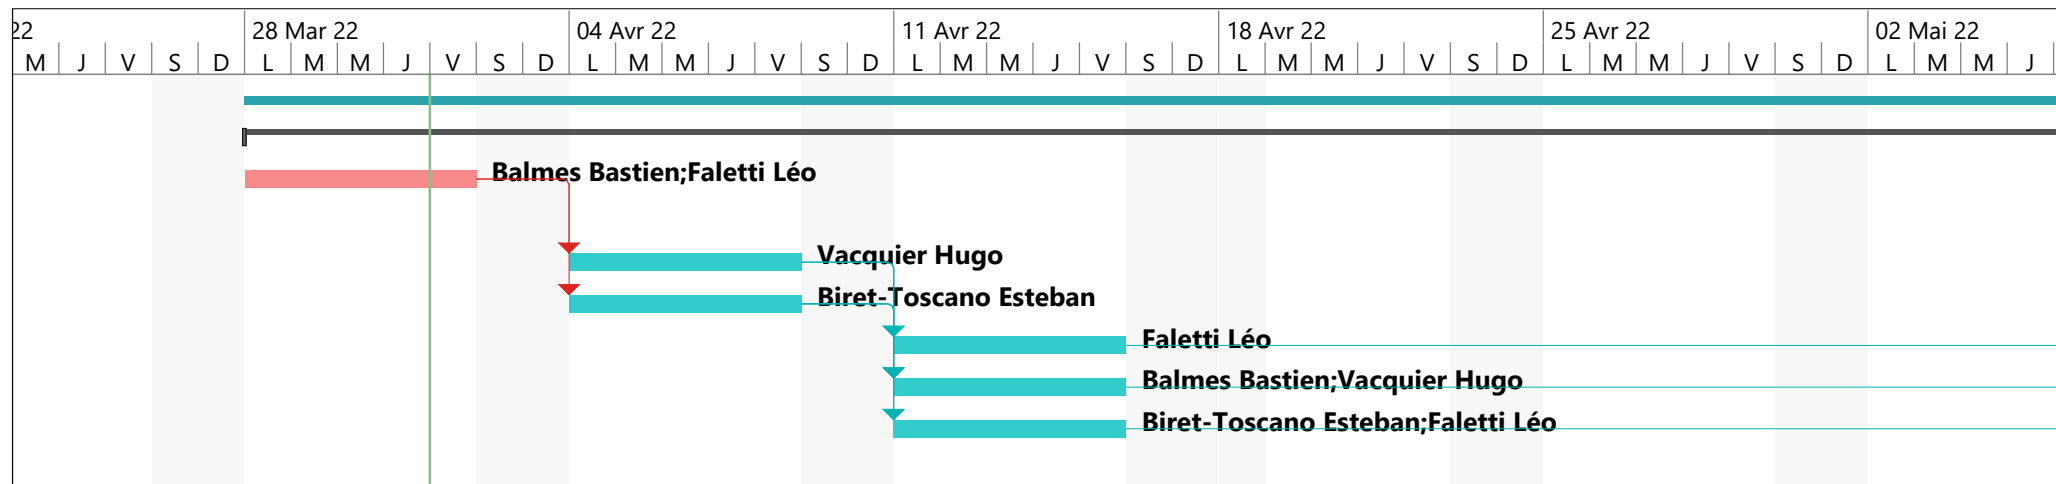 22 28 Mar 22 04 Avr 22 11 Avr 22 18 Avr 22 25 Avr 22 02 Mai 22
M J V S D L M M J V S D L M M J V S D L M M J V S D L M M J V S D L M M J V S D L M M J
Balmes Bastien;Faletti Léo
Vacquier Hugo
Biret-Toscano Esteban
Faletti Léo
Balmes Bastien;Vacquier Hugo
Biret-Toscano Esteban;Faletti Léo